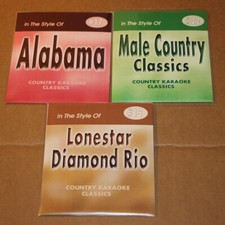 in The Style Of
Alabama
COUNTRY KARAOKE
CLASSICS
in The Style Of
Male Country
Classics
COUNTRY KARAOKE
CLASSICS
in The Style Of
Lonestar
Diamond Rio
COUNTRY KARAOKE
CLASSICS